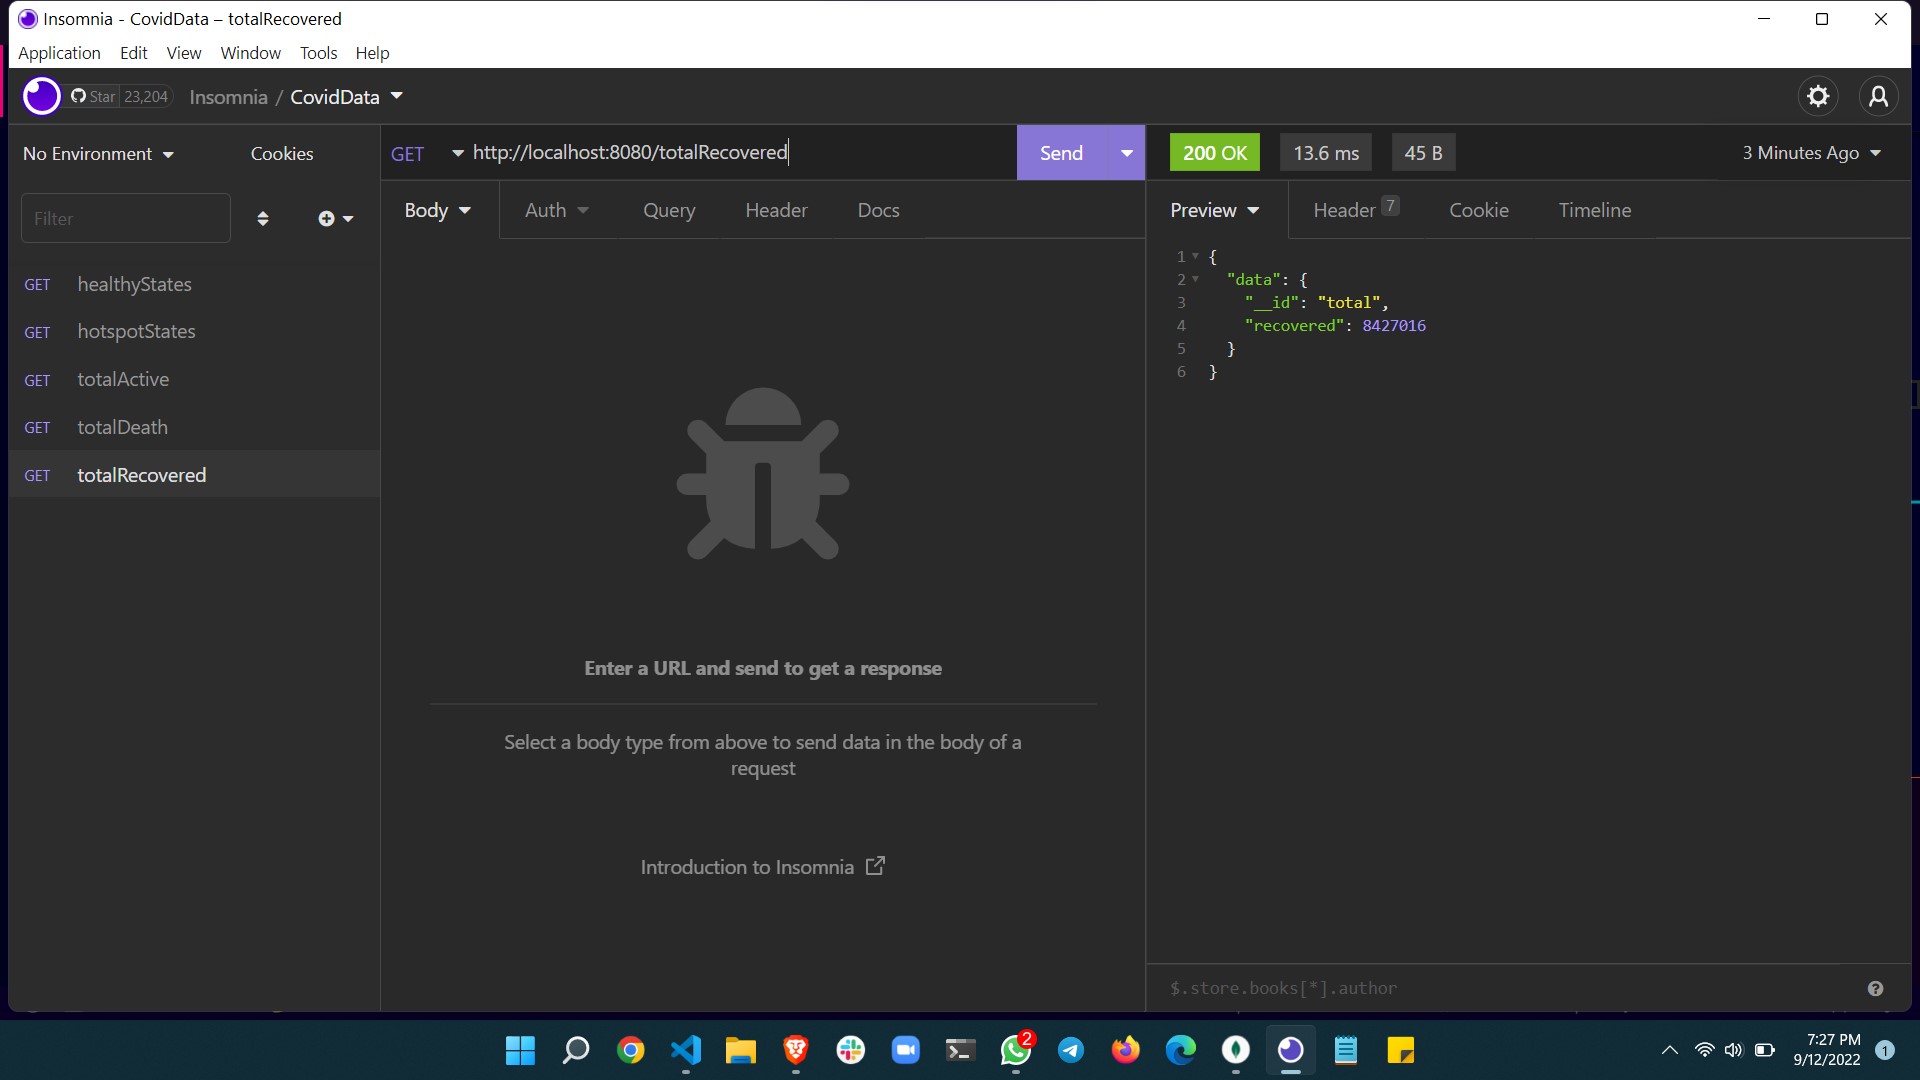 Insomnia - CovidData – totalRecovered
Application Edit View Window Tools Help
Star 23,204 Insomnia / CovidData
No Environment Cookies
GET http://localhost:8080/totalRecovered Send
200 OK 13.6 ms 45 B 3 Minutes Ago
Filter
Body Auth Query Header Docs
Preview Header 7 Cookie Timeline
GET healthyStates
GET hotspotStates
GET totalActive
GET totalDeath
GET totalRecovered
Enter a URL and send to get a response
Select a body type from above to send data in the body of a
request
Introduction to Insomnia
1 {
2 "data": {
3 "__id": "total",
4 "recovered": 8427016
5 }
6 }
$.store.books[*].author
2
7:27 PM
9/12/2022
1